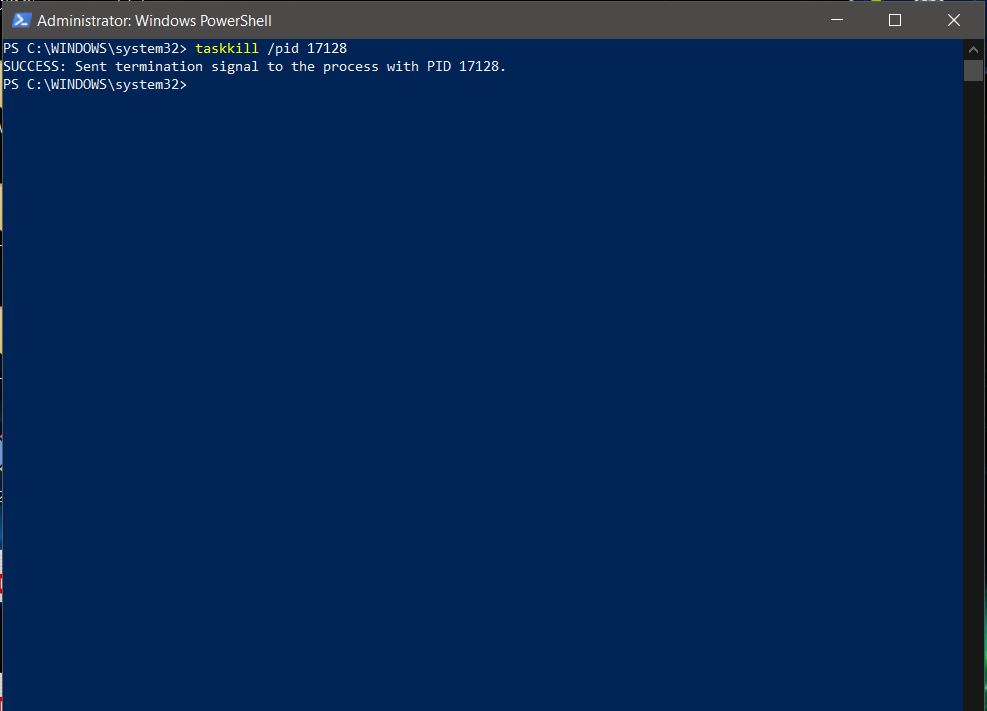 Administrator: Windows PowerShell
PS C:\WINDOWS\system32> taskkill /pid 17128
SUCCESS: Sent termination signal to the process with PID 17128.
PS C:\WINDOWS\system32>